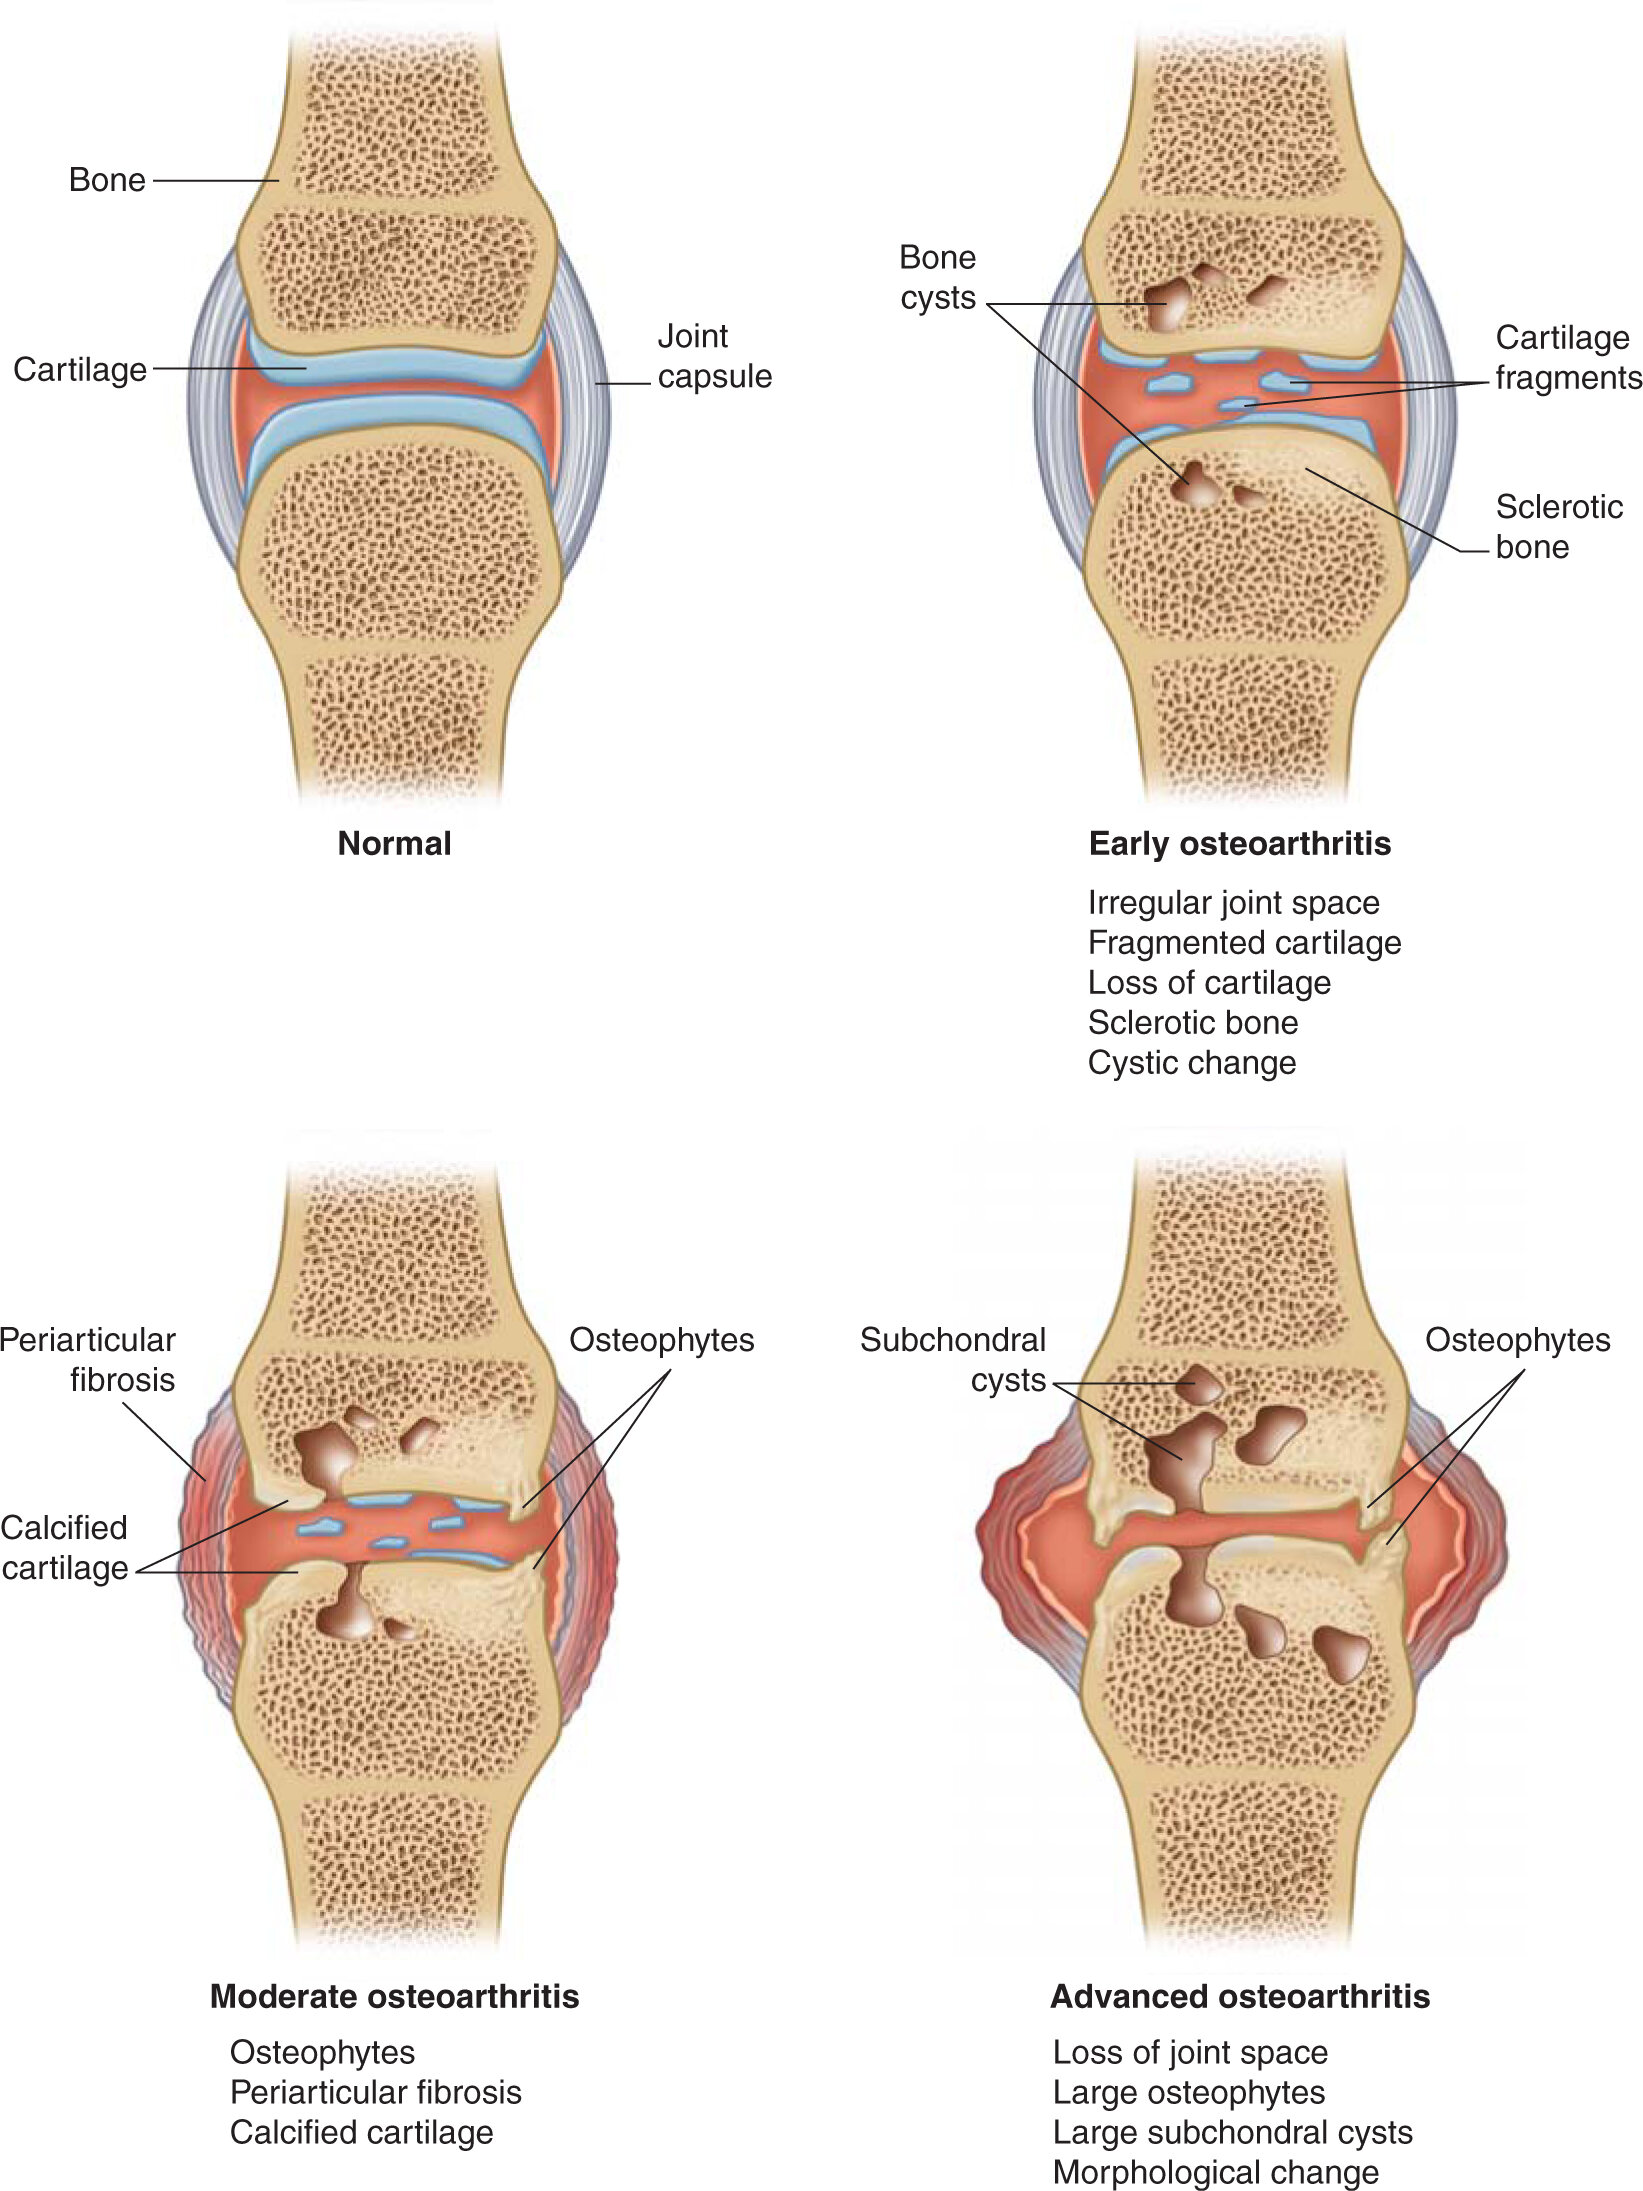 Bone
Cartilage
Joint
capsule
Normal
Bone
cysts
Cartilage
fragments
Sclerotic
bone
Early osteoarthritis
Irregular joint space
Fragmented cartilage
Loss of cartilage
Sclerotic bone
Cystic change
Periarticular
fibrosis
Calcified
cartilage
Osteophytes
Moderate osteoarthritis
Osteophytes
Periarticular fibrosis
Calcified cartilage
Subchondral
cysts
Osteophytes
Advanced osteoarthritis
Loss of joint space
Large osteophytes
Large subchondral cysts
Morphological change